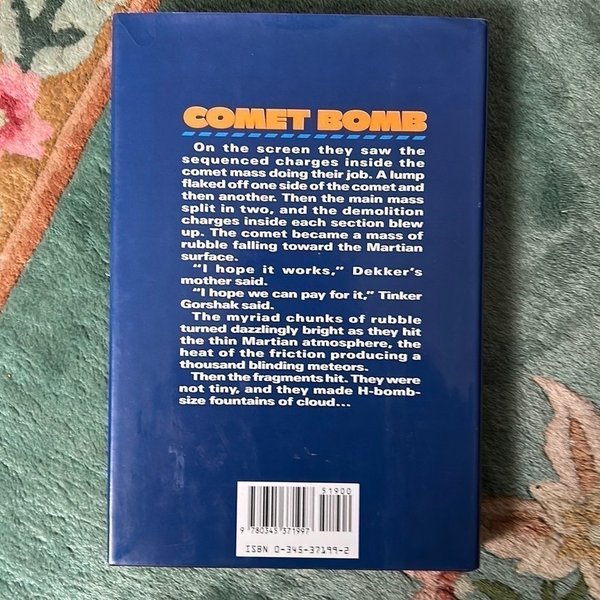 COMET BOMB
On the screen they saw the
sequenced charges inside the
comet mass doing their job. A lump
flaked off one side of the comet and
then another. Then the main mass
split in two, and the demolition
charges inside each section blew
up. The comet became a mass of
rubble falling toward the Martian
surface.
“I hope it works,” Dekker's
mother said.
“I hope we can pay for it,” Tinker
Gorshak said.
The myriad chunks of rubble
turned dazzlingly bright as they hit
the thin Martian atmosphere, the
heat of the friction producing a
thousand blinding meteors.
Then the fragments hit. They were
not tiny, and they made H-bomb-
size fountains of cloud...
51900
9 780345 371997
ISBN 0-345-37199-2